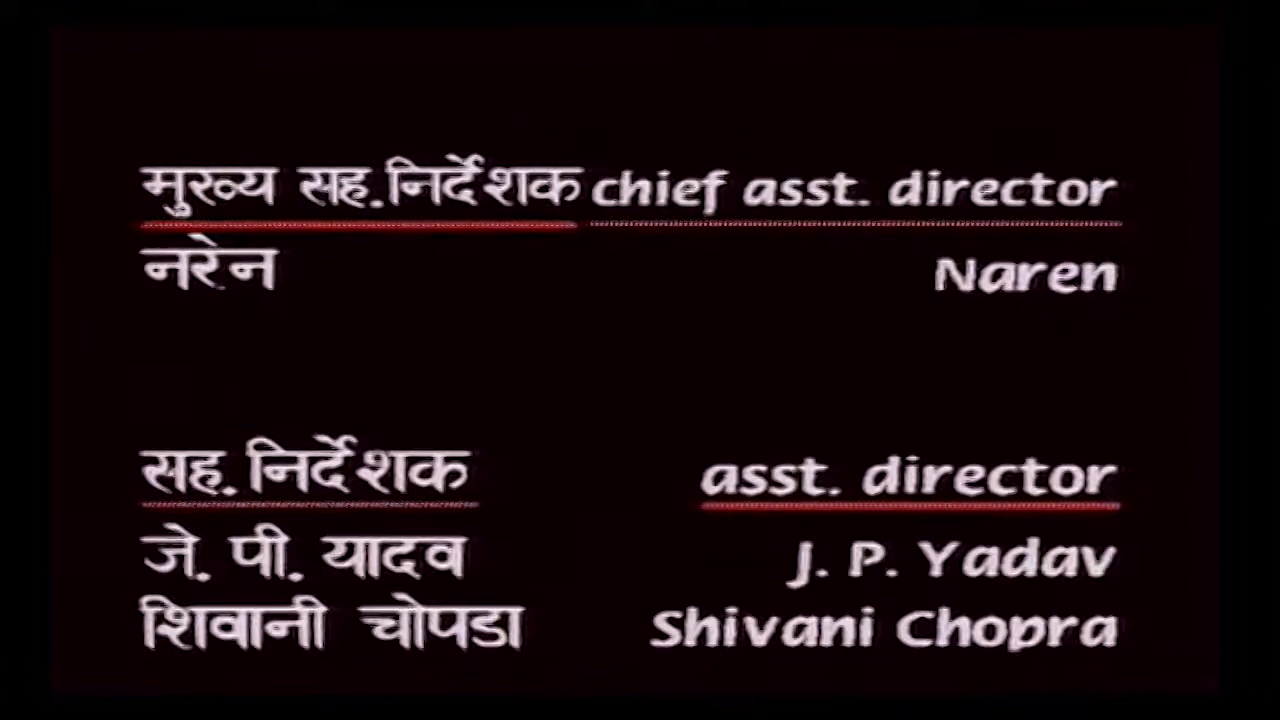 मुख्य सह.निर्देशक chief asst. director
नरेन Naren
सह. निर्देशक asst. director
जे. पी. यादव J. P. Yadav
शिवानी चोपडा Shivani Chopra